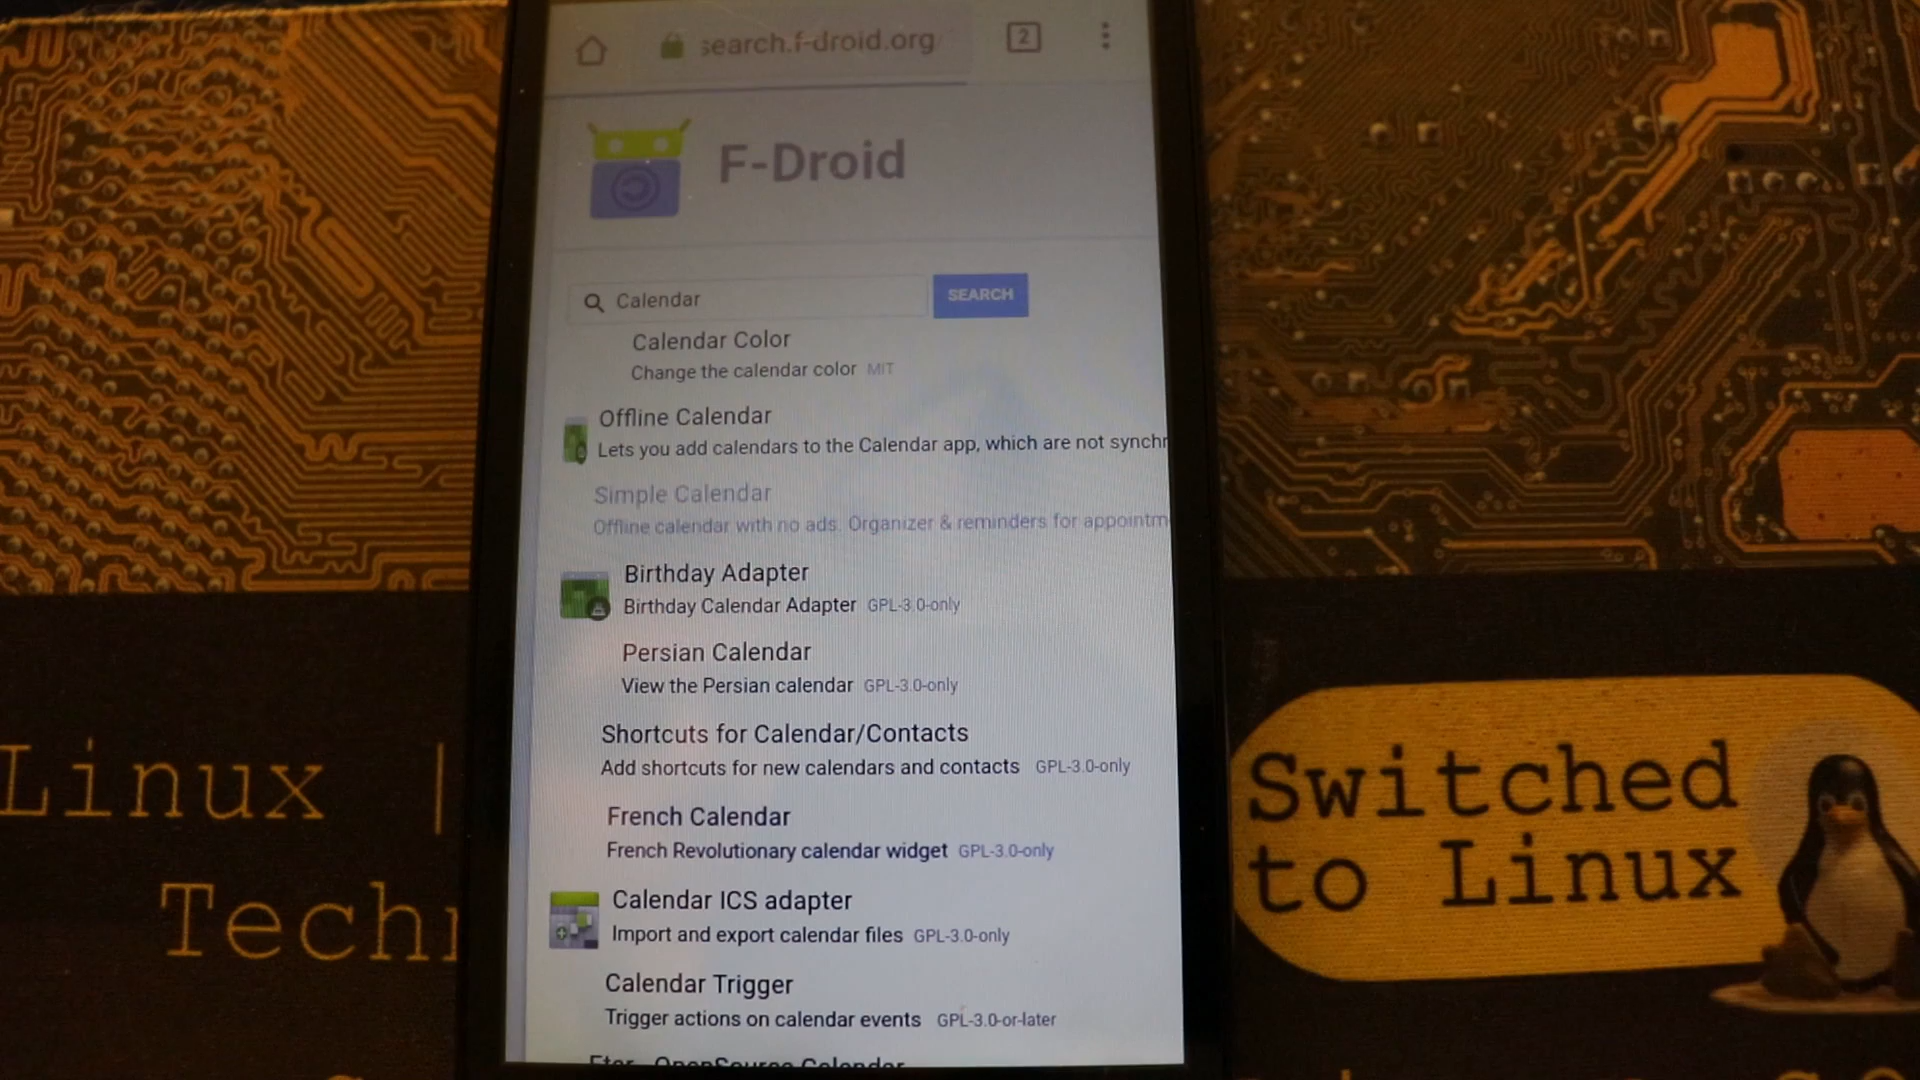 search.f-droid.org
2
F-Droid
Calendar
SEARCH
Calendar Color
Change the calendar color MIT
Offline Calendar
Lets you add calendars to the Calendar app, which are not synchr
Simple Calendar
Offline calendar with no ads. Organizer & reminders for appointm
Birthday Adapter
Birthday Calendar Adapter GPL-3.0-only
Persian Calendar
View the Persian calendar GPL-3.0-only
Shortcuts for Calendar/Contacts
Add shortcuts for new calendars and contacts GPL-3.0-only
French Calendar
French Revolutionary calendar widget GPL-3.0-only
Calendar ICS adapter
Import and export calendar files GPL-3.0-only
Calendar Trigger
Trigger actions on calendar events GPL-3.0-or-later
Etar - OpenSource Calendar
Linux |
Tech
Switched
to Linux